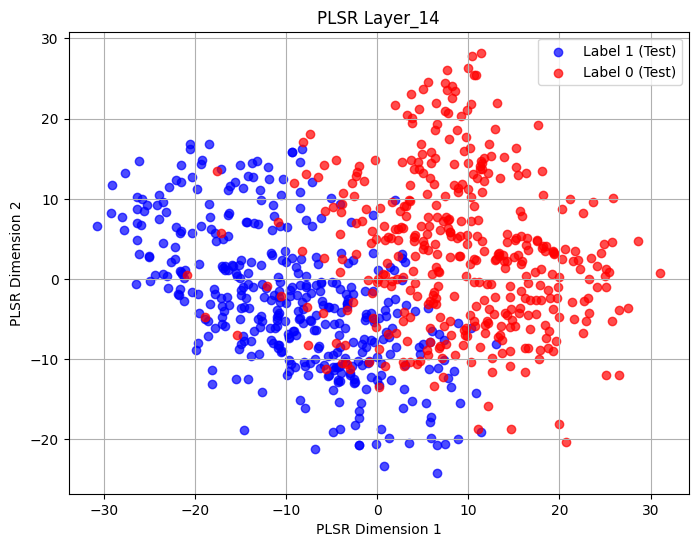 PLSR Layer_14
Label 1 (Test)
Label 0 (Test)
PLSR Dimension 2
30
20
10
0
−10
−20
−30
−20
−10
0
10
20
30
PLSR Dimension 1